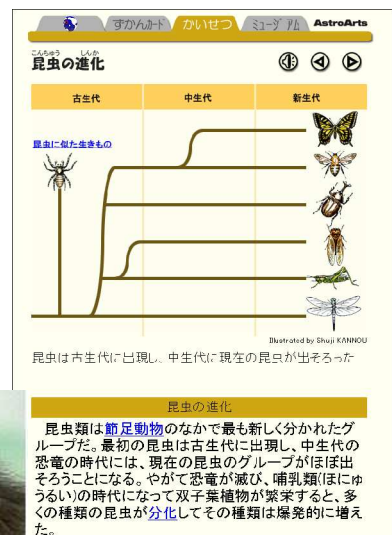 ずかんカード かいせつ ミュージアム AstroArts
こんちゅう しんか
昆虫の進化
古生代 中生代 新生代
昆虫に似た生きもの
Illustrated by Shuji KANNOU
昆虫は古生代に出現し、中生代に現在の昆虫が出そろった
昆虫の進化
昆虫類は節足動物のなかで最も新しく分かれたグ
ループだ。最初の昆虫は古生代に出現し、中生代の
恐竜の時代には、現在の昆虫のグループがほぼ出
そろうことになる。やがて恐竜が滅び、哺乳類(ほにゅ
うるい)の時代になって双子葉植物が繁栄すると、多
くの種類の昆虫が分化してその種類は爆発的に増え
た。